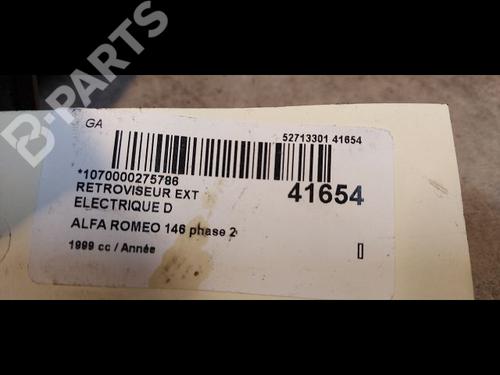 B-PARTS
GA
52713301 41654
*1070000275786
RETROVISEUR EXT
ELECTRIQUE D
41654
ALFA ROMEO 146 phase 2
1999 cc / Année